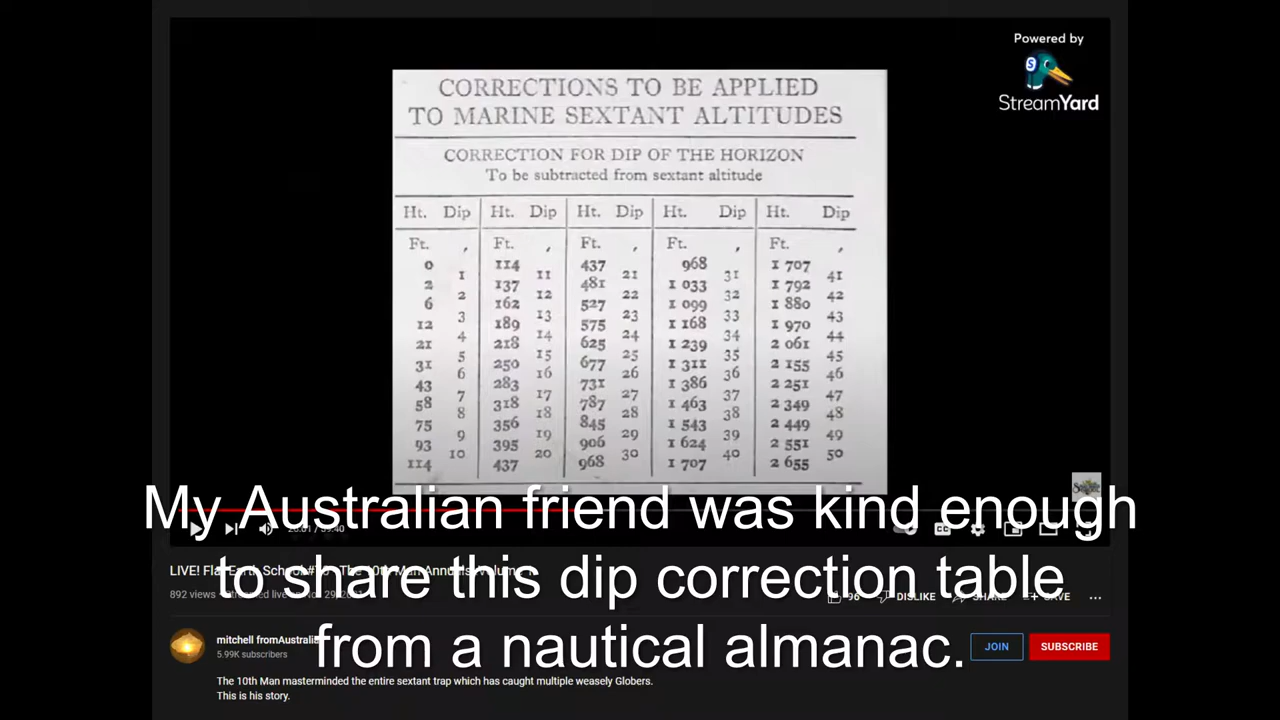 Powered by
StreamYard
CORRECTIONS TO BE APPLIED
TO MARINE SEXTANT ALTITUDES
CORRECTION FOR DIP OF THE HORIZON
To be subtracted from sextant altitude
Ht. Dip Ht. Dip Ht. Dip Ht. Dip Ht. Dip
Ft. ′ Ft. ′ Ft. ′ Ft. ′ Ft. ′
0 114 437 968 1 707
1 11 21 31 41
2 137 481 1 033 1 792
2 12 22 32 42
6 162 527 1 099 1 880
3 13 23 33 43
12 189 575 1 168 1 970
4 14 24 34 44
21 218 625 1 239 2 061
5 15 25 35 45
31 250 677 1 311 2 155
6 16 26 36 46
43 283 731 1 386 2 251
7 17 27 37 47
58 318 787 1 463 2 349
8 18 28 38 48
75 356 845 1 543 2 449
9 19 29 39 49
93 395 906 1 624 2 551
10 20 30 40 50
114 437 968 1 707 2 655
My Australian friend was kind enough
to share this dip correction table
from a nautical almanac.
LIVE! Flat Earth School
892 views
96 DISLIKE SHARE SAVE
mitchell fromAustralia
5.99K subscribers
JOIN SUBSCRIBE
The 10th Man masterminded the entire sextant trap which has caught multiple weasely Globers.
This is his story.